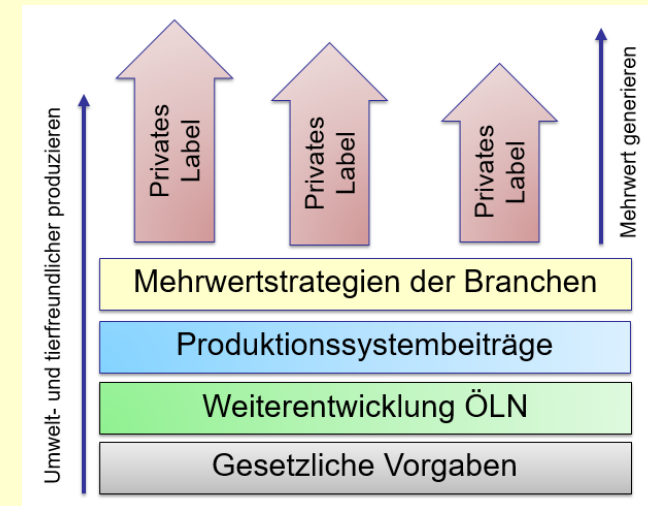 Umwelt- und tierfreundlicher produzieren
Privates
Label
Privates
Label
Privates
Label
Mehrwert generieren
Mehrwertstrategien der Branchen
Produktionssystembeiträge
Weiterentwicklung ÖLN
Gesetzliche Vorgaben